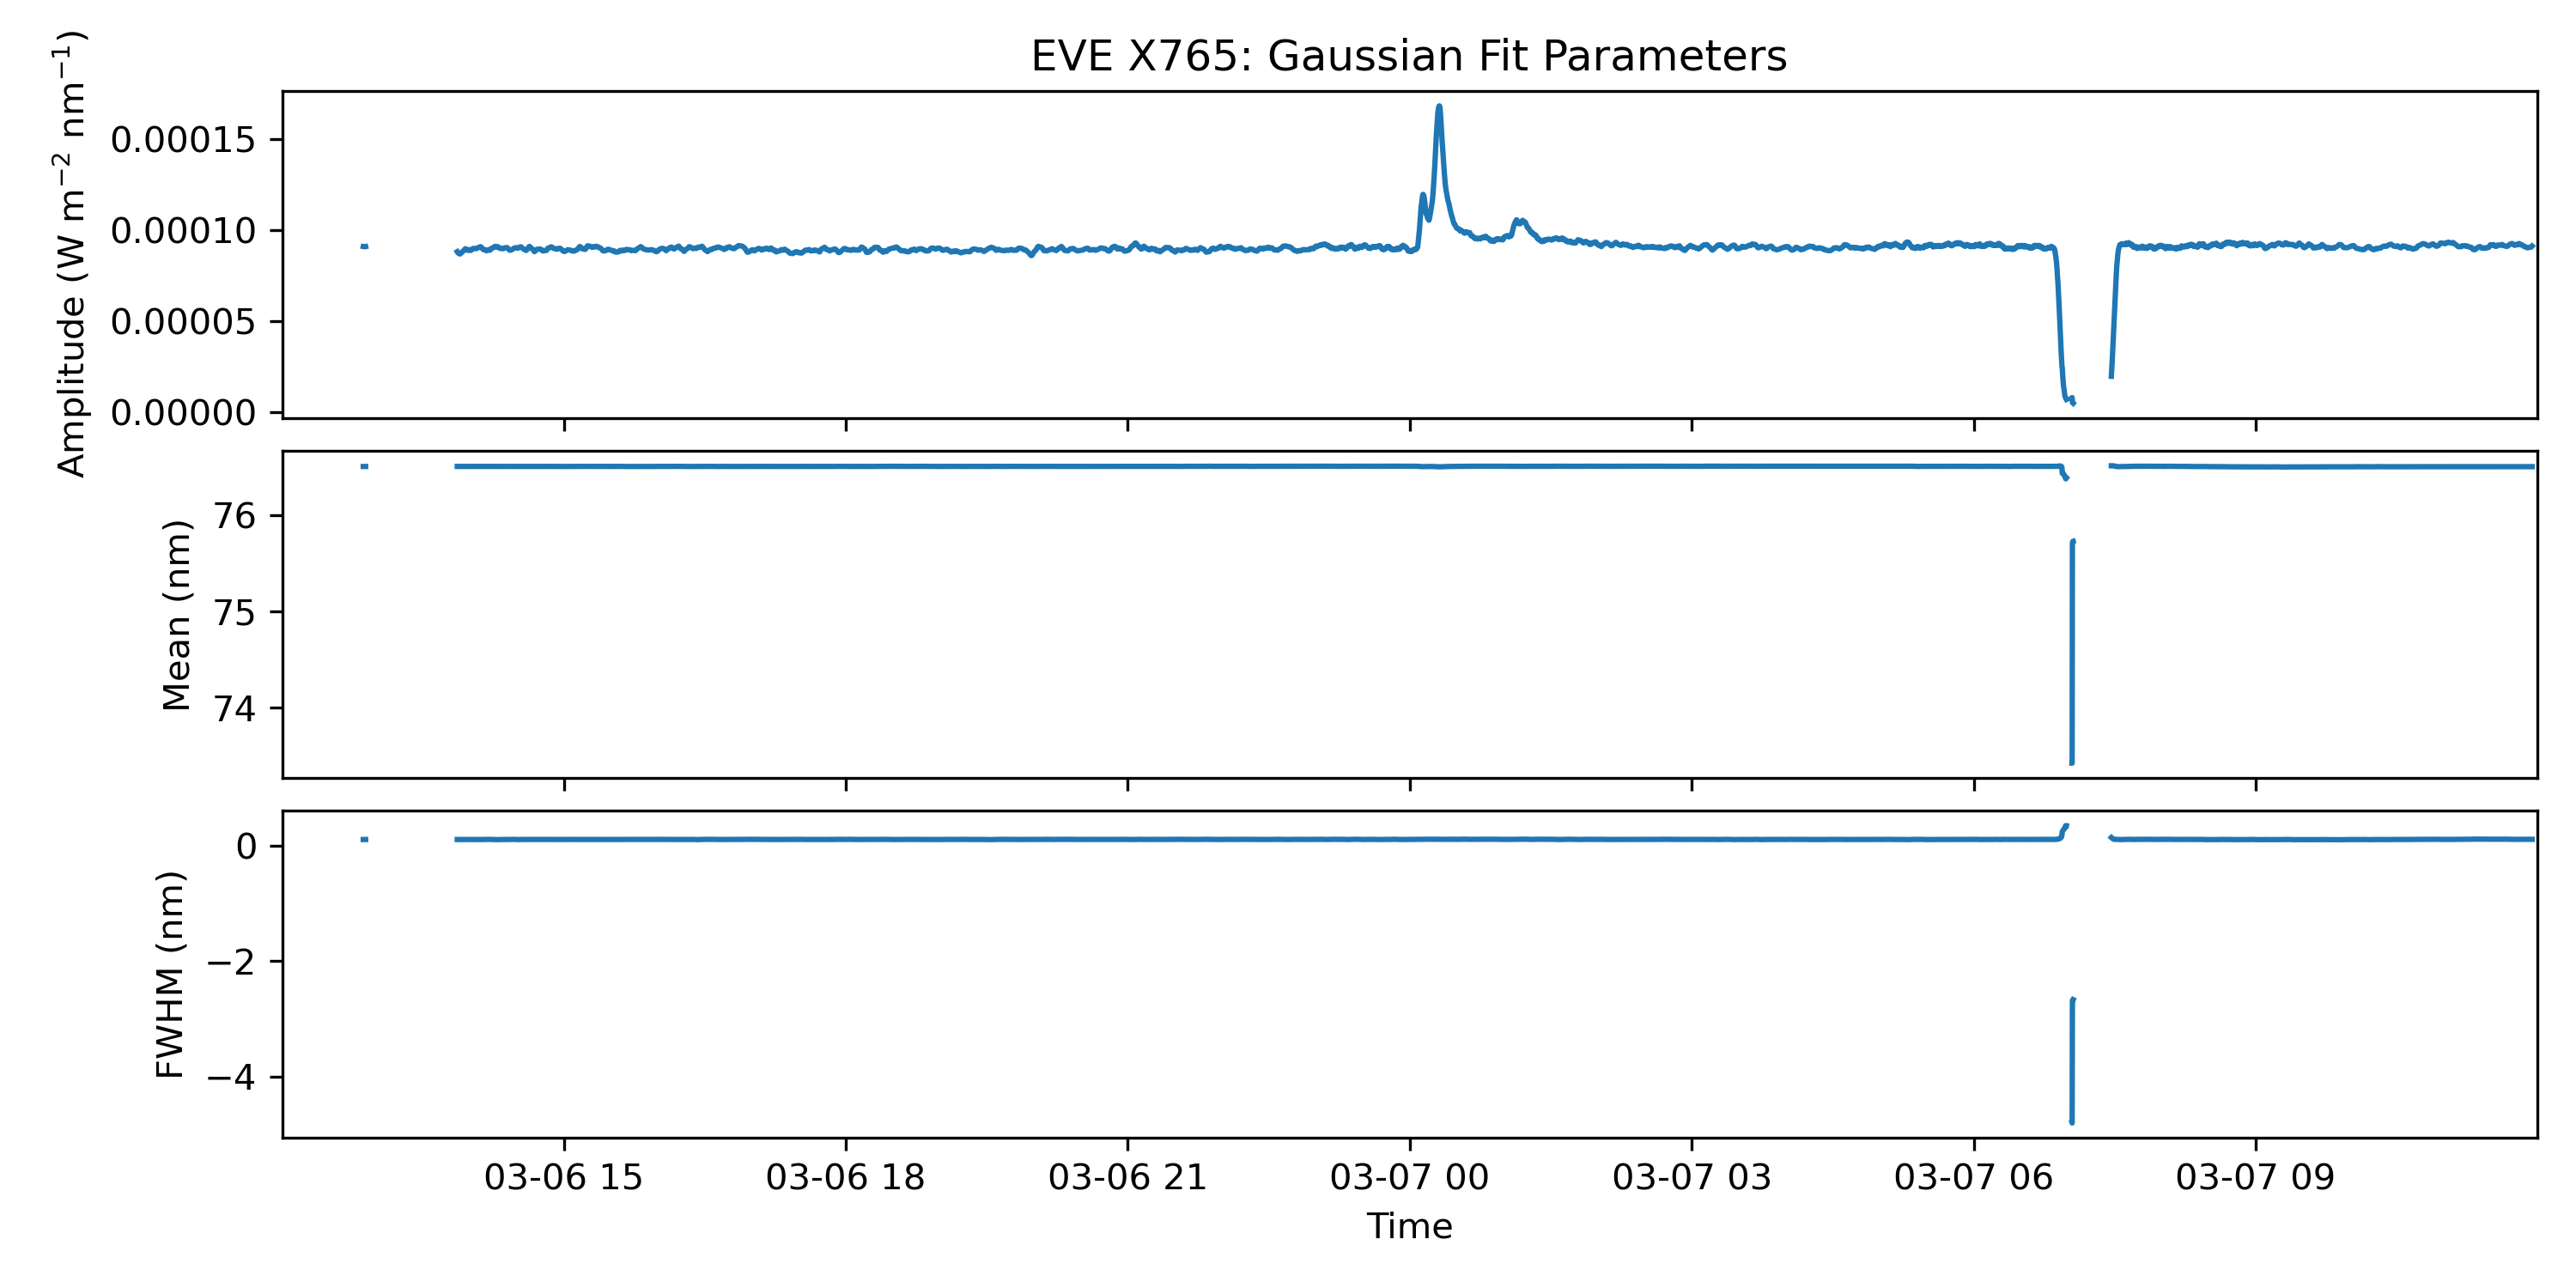 EVE X765: Gaussian Fit Parameters
Amplitude (W m⁻² nm⁻¹)
0.00015
0.00010
0.00005
0.00000
Mean (nm)
76
75
74
FWHM (nm)
0
−2
−4
03-06 15 03-06 18 03-06 21 03-07 00 03-07 03 03-07 06 03-07 09
Time